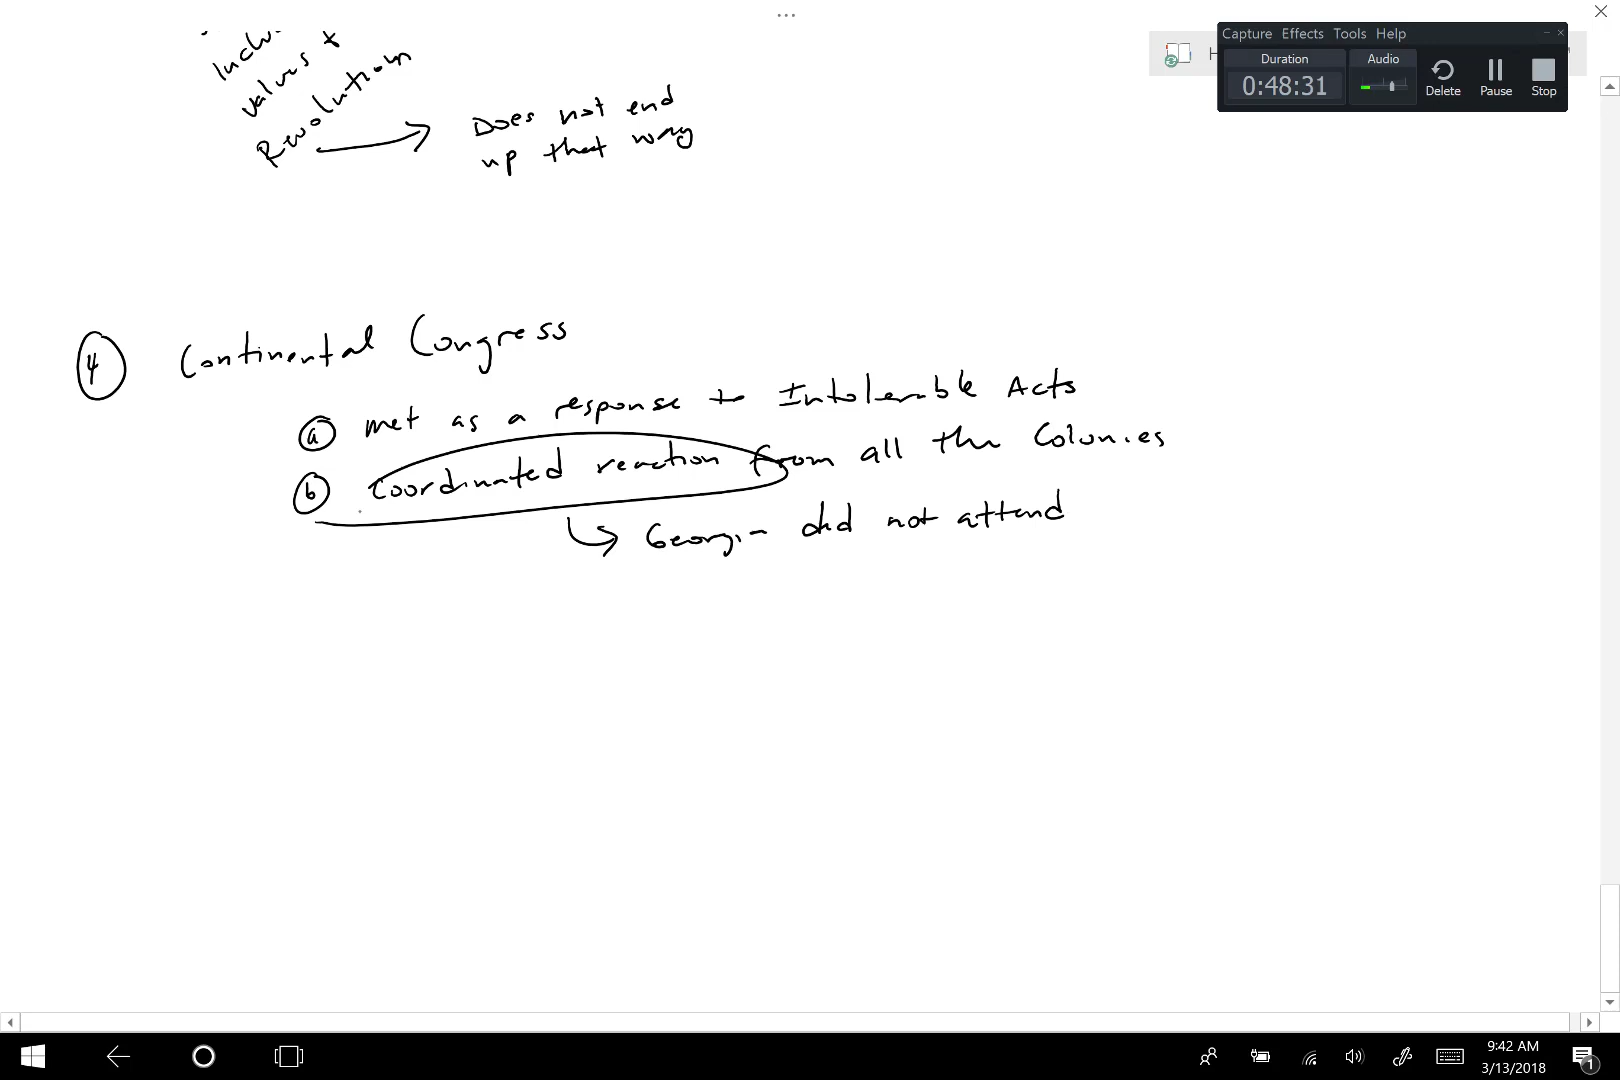 ...
Capture Effects Tools Help
Duration
0:48:31
Audio
Delete Pause Stop
values +
Revolution
Does not end
up that way
4 Continental Congress
a met as a response to Intolerable Acts
b Coordinated reaction from all the Colonies
Georgia did not attend
9:42 AM
3/13/2018
1